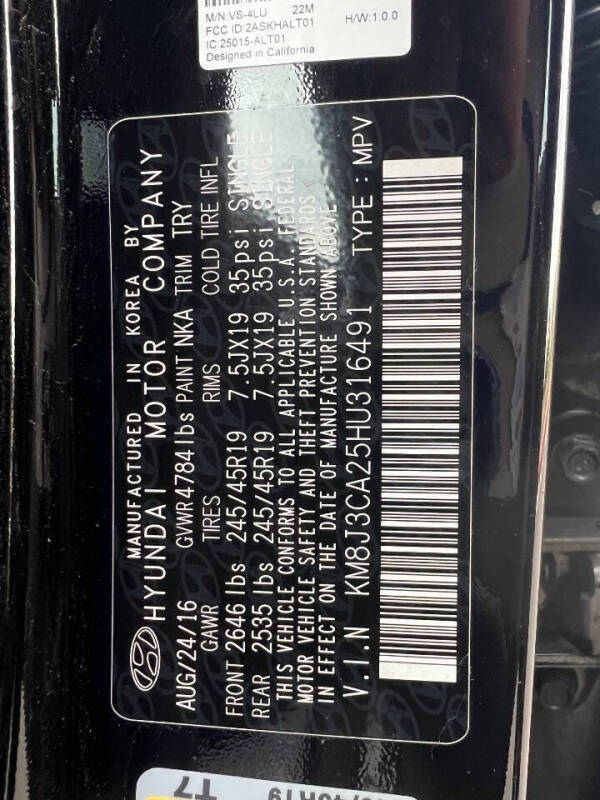 M/N:VS-4LU 22M
FCC ID:2ASKHALT01 H/W:1.0.0
IC:25015-ALT01
Designed in California
MANUFACTURED IN KOREA BY
HYUNDAI MOTOR COMPANY
AUG/24/16 GVWR4784lbs PAINT NKA TRIM TRY
GAWR TIRES RIMS COLD TIRE INFL
FRONT 2646 lbs 245/45R19 7.5JX19 35psi SINGLE
REAR 2535 lbs 245/45R19 7.5JX19 35psi SINGLE
THIS VEHICLE CONFORMS TO ALL APPLICABLE U.S.A. FEDERAL
MOTOR VEHICLE SAFETY AND THEFT PREVENTION STANDARDS
IN EFFECT ON THE DATE OF MANUFACTURE SHOWN ABOVE.
V.I.N KM8J3CA25HU316491 TYPE : MPV